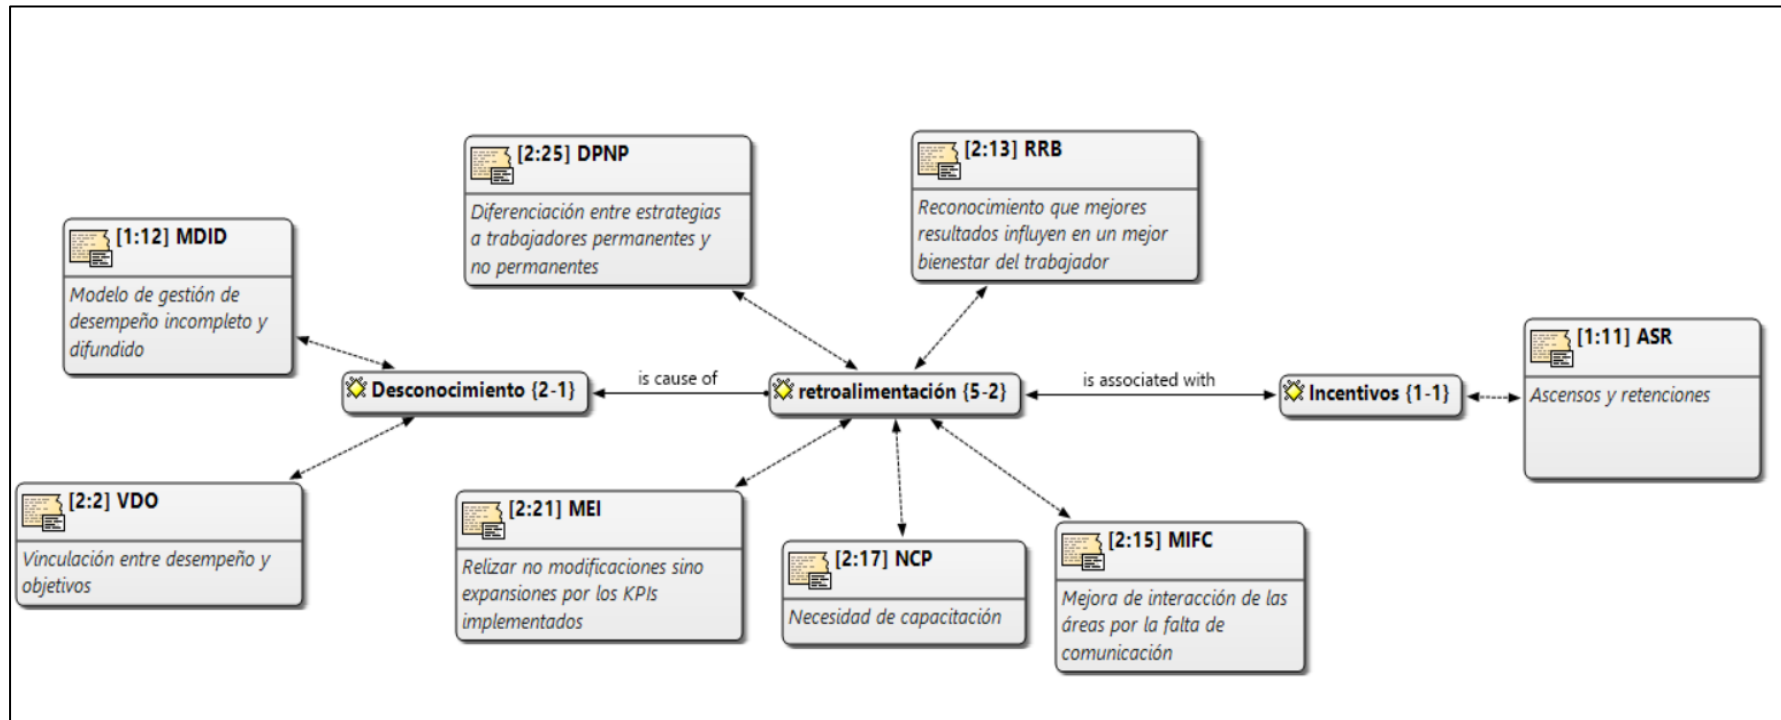 [2:25] DPNP
Diferenciación entre estrategias
a trabajadores permanentes y
no permanentes
[2:13] RRB
Reconocimiento que mejores
resultados influyen en un mejor
bienestar del trabajador
[1:12] MDID
Modelo de gestión de
desempeño incompleto y
difundido
[1:11] ASR
Ascensos y retenciones
Desconocimiento {2-1}
is cause of
retroalimentación {5-2}
is associated with
Incentivos {1-1}
[2:2] VDO
Vinculación entre desempeño y
objetivos
[2:21] MEI
Relizar no modificaciones sino
expansiones por los KPIs
implementados
[2:17] NCP
Necesidad de capacitación
[2:15] MIFC
Mejora de interacción de las
áreas por la falta de
comunicación